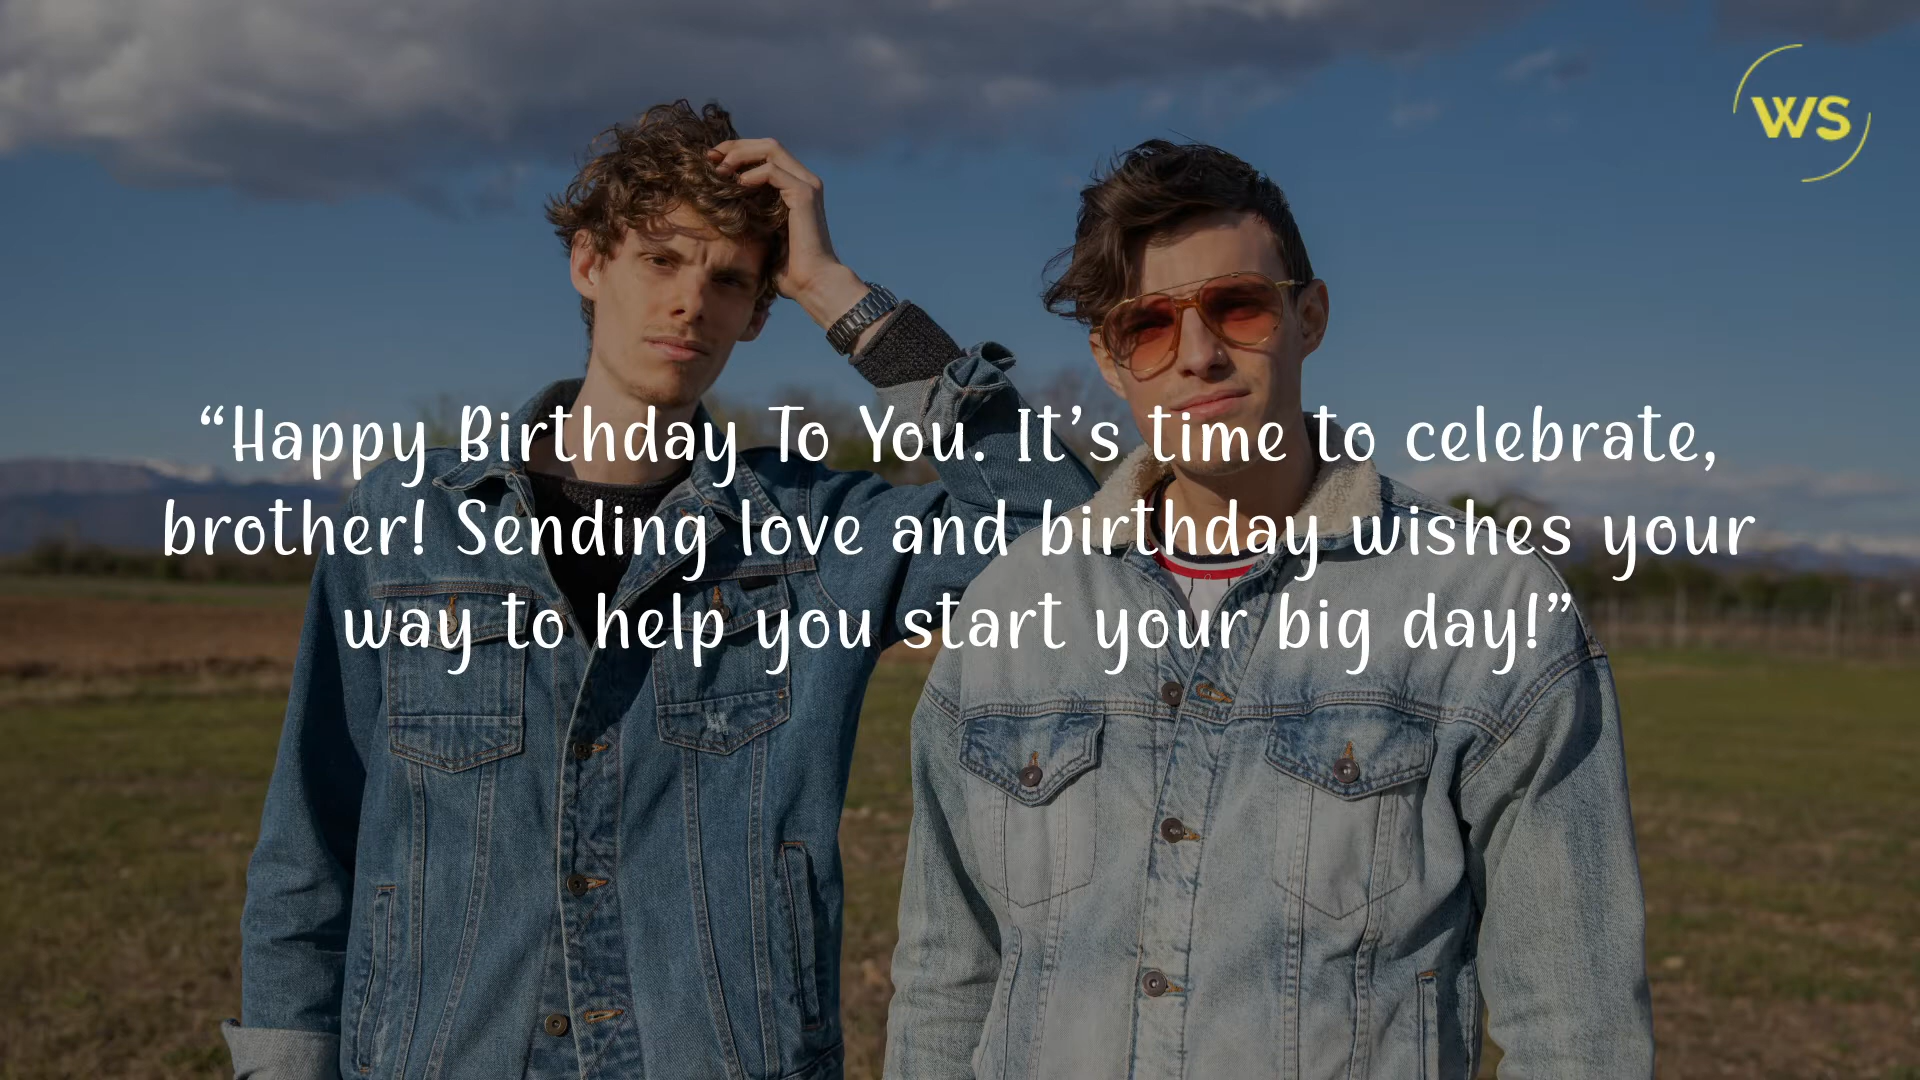 WS
“Happy Birthday To You. It’s time to celebrate,
brother! Sending love and birthday wishes your
way to help you start your big day!”